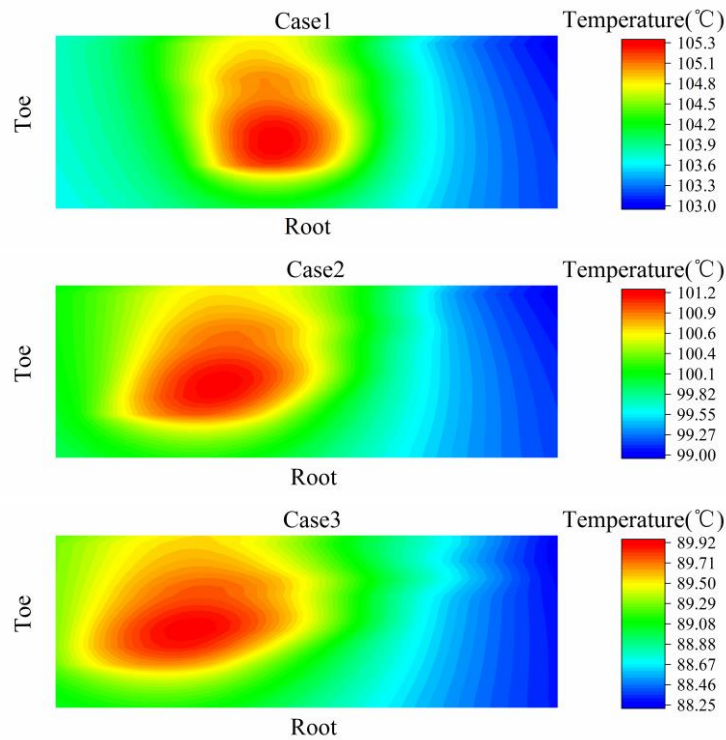 Case1
Temperature(℃)
Toe
105.3
105.1
104.8
104.5
104.2
103.9
103.6
103.3
103.0
Root
Case2
Temperature(℃)
Toe
101.2
100.9
100.6
100.4
100.1
99.82
99.55
99.27
99.00
Root
Case3
Temperature(℃)
Toe
89.92
89.71
89.50
89.29
89.08
88.88
88.67
88.46
88.25
Root